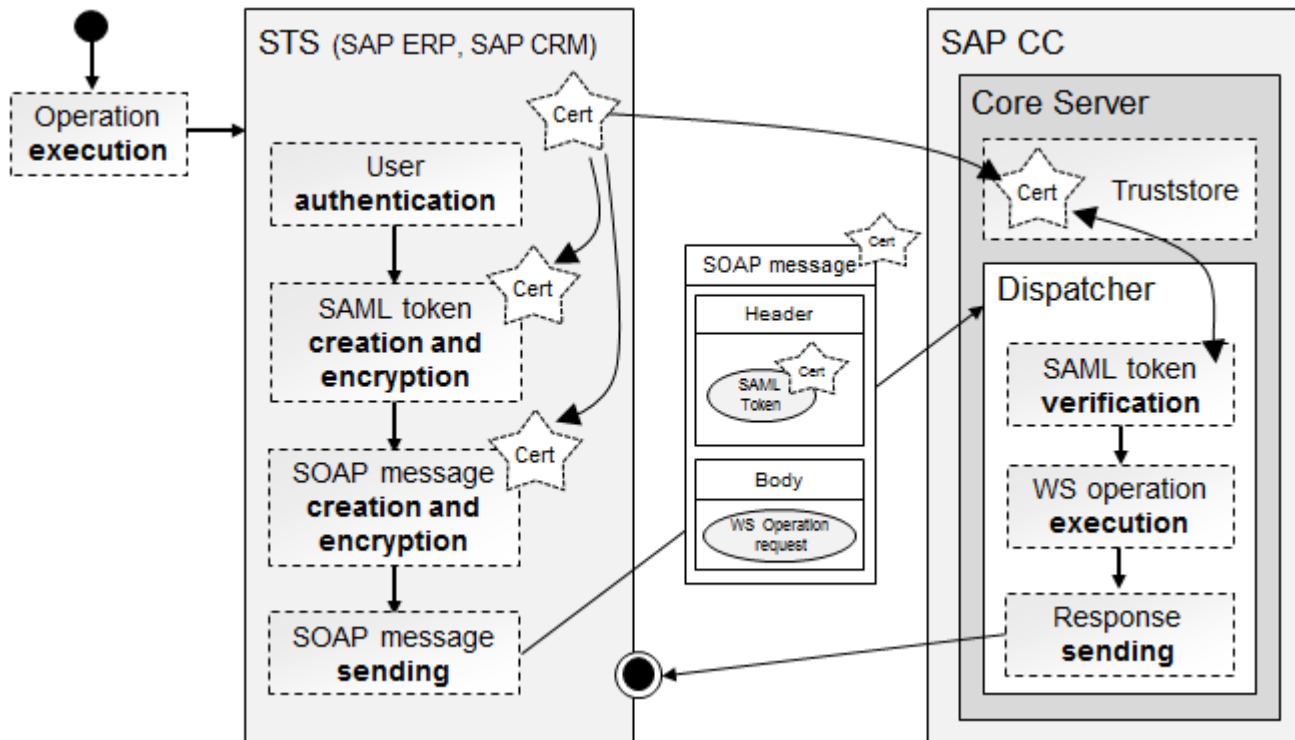 Operation
execution
STS (SAP ERP, SAP CRM)
Cert
User
authentication
Cert
SAML token
creation and
encryption
Cert
SOAP message
creation and
encryption
SOAP message
sending
Cert
SOAP message
Header
Cert
SAML
Token
Body
WS Operation
request
SAP CC
Core Server
Cert
Truststore
Dispatcher
SAML token
verification
WS operation
execution
Response
sending